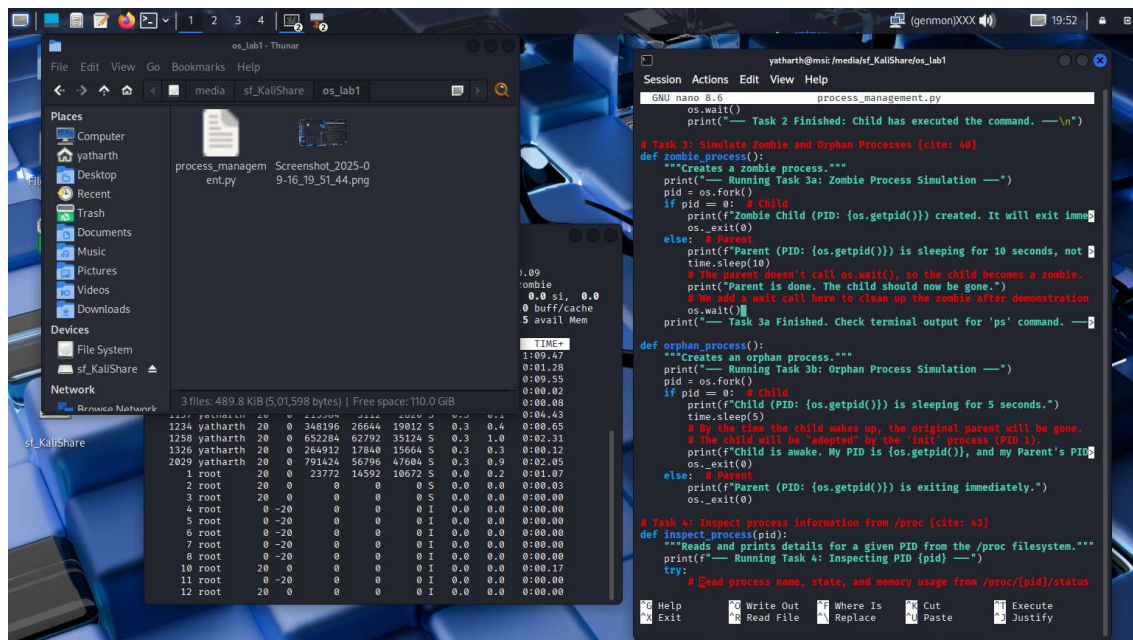 1 2 3 4
(genmon)XXX
19:52
os_lab1 - Thunar
File Edit View Go Bookmarks Help
media sf_KaliShare os_lab1
Places
Computer
yatharth
Desktop
Recent
Trash
Documents
Music
Pictures
Videos
Downloads
Devices
File System
sf_KaliShare
Network
Browse Network
process_managem
ent.py
Screenshot_2025-0
9-16_19_51_44.png
3 files: 489.8 KiB (5,01,598 bytes) | Free space: 110.0 GiB
sf_KaliShare
0.09
zombie
0.0 si, 0.0
0 buff/cache
5 avail Mem
TIME+
1:09.47
0:01.28
0:09.55
0:00.02
0:00.08
0:04.43
1234 yatharth 20 0 348196 26644 19012 S 0.3 0.4 0:00.65
1258 yatharth 20 0 652284 62792 35124 S 0.3 1.0 0:02.31
1326 yatharth 20 0 264912 17840 15664 S 0.3 0.3 0:00.12
2029 yatharth 20 0 791424 56796 47604 S 0.3 0.9 0:02.05
1 root 20 0 23772 14592 10672 S 0.0 0.2 0:01.07
2 root 20 0 0 0 0 S 0.0 0.0 0:00.03
3 root 20 0 0 0 0 S 0.0 0.0 0:00.00
4 root 0 -20 0 0 0 I 0.0 0.0 0:00.00
5 root 0 -20 0 0 0 I 0.0 0.0 0:00.00
6 root 0 -20 0 0 0 I 0.0 0.0 0:00.00
7 root 0 -20 0 0 0 I 0.0 0.0 0:00.00
8 root 0 -20 0 0 0 I 0.0 0.0 0:00.00
10 root 20 0 0 0 0 I 0.0 0.0 0:00.17
11 root 0 -20 0 0 0 I 0.0 0.0 0:00.00
12 root 20 0 0 0 0 I 0.0 0.0 0:00.00
yatharth@msi: /media/sf_KaliShare/os_lab1
Session Actions Edit View Help
GNU nano 8.6 process_management.py
os.wait()
print("—— Task 2 Finished: Child has executed the command. ——\n")
# Task 3: Simulate Zombie and Orphan Processes [cite: 40]
def zombie_process():
"""Creates a zombie process."""
print("—— Running Task 3a: Zombie Process Simulation ——")
pid = os.fork()
if pid == 0: # Child
print(f"Zombie Child (PID: {os.getpid()}) created. It will exit imme>
os._exit(0)
else: # Parent
print(f"Parent (PID: {os.getpid()}) is sleeping for 10 seconds, not >
time.sleep(10)
# The parent doesn't call os.wait(), so the child becomes a zombie.
print("Parent is done. The child should now be gone.")
# We add a wait call here to clean up the zombie after demonstration
os.wait()
print("—— Task 3a Finished. Check terminal output for 'ps' command. ——>
def orphan_process():
"""Creates an orphan process."""
print("—— Running Task 3b: Orphan Process Simulation ——")
pid = os.fork()
if pid == 0: # Child
print(f"Child (PID: {os.getpid()}) is sleeping for 5 seconds.")
time.sleep(5)
# By the time the child wakes up, the original parent will be gone.
# The child will be "adopted" by the 'init' process (PID 1).
print(f"Child is awake. My PID is {os.getpid()}, and my Parent's PID>
os._exit(0)
else: # Parent
print(f"Parent (PID: {os.getpid()}) is exiting immediately.")
os._exit(0)
# Task 4: Inspect process information from /proc [cite: 43]
def inspect_process(pid):
"""Reads and prints details for a given PID from the /proc filesystem."""
print(f"—— Running Task 4: Inspecting PID {pid} ——")
try:
# Read process name, state, and memory usage from /proc/[pid]/status
^G Help ^O Write Out ^F Where Is ^K Cut ^T Execute
^X Exit ^R Read File ^\ Replace ^U Paste ^J Justify